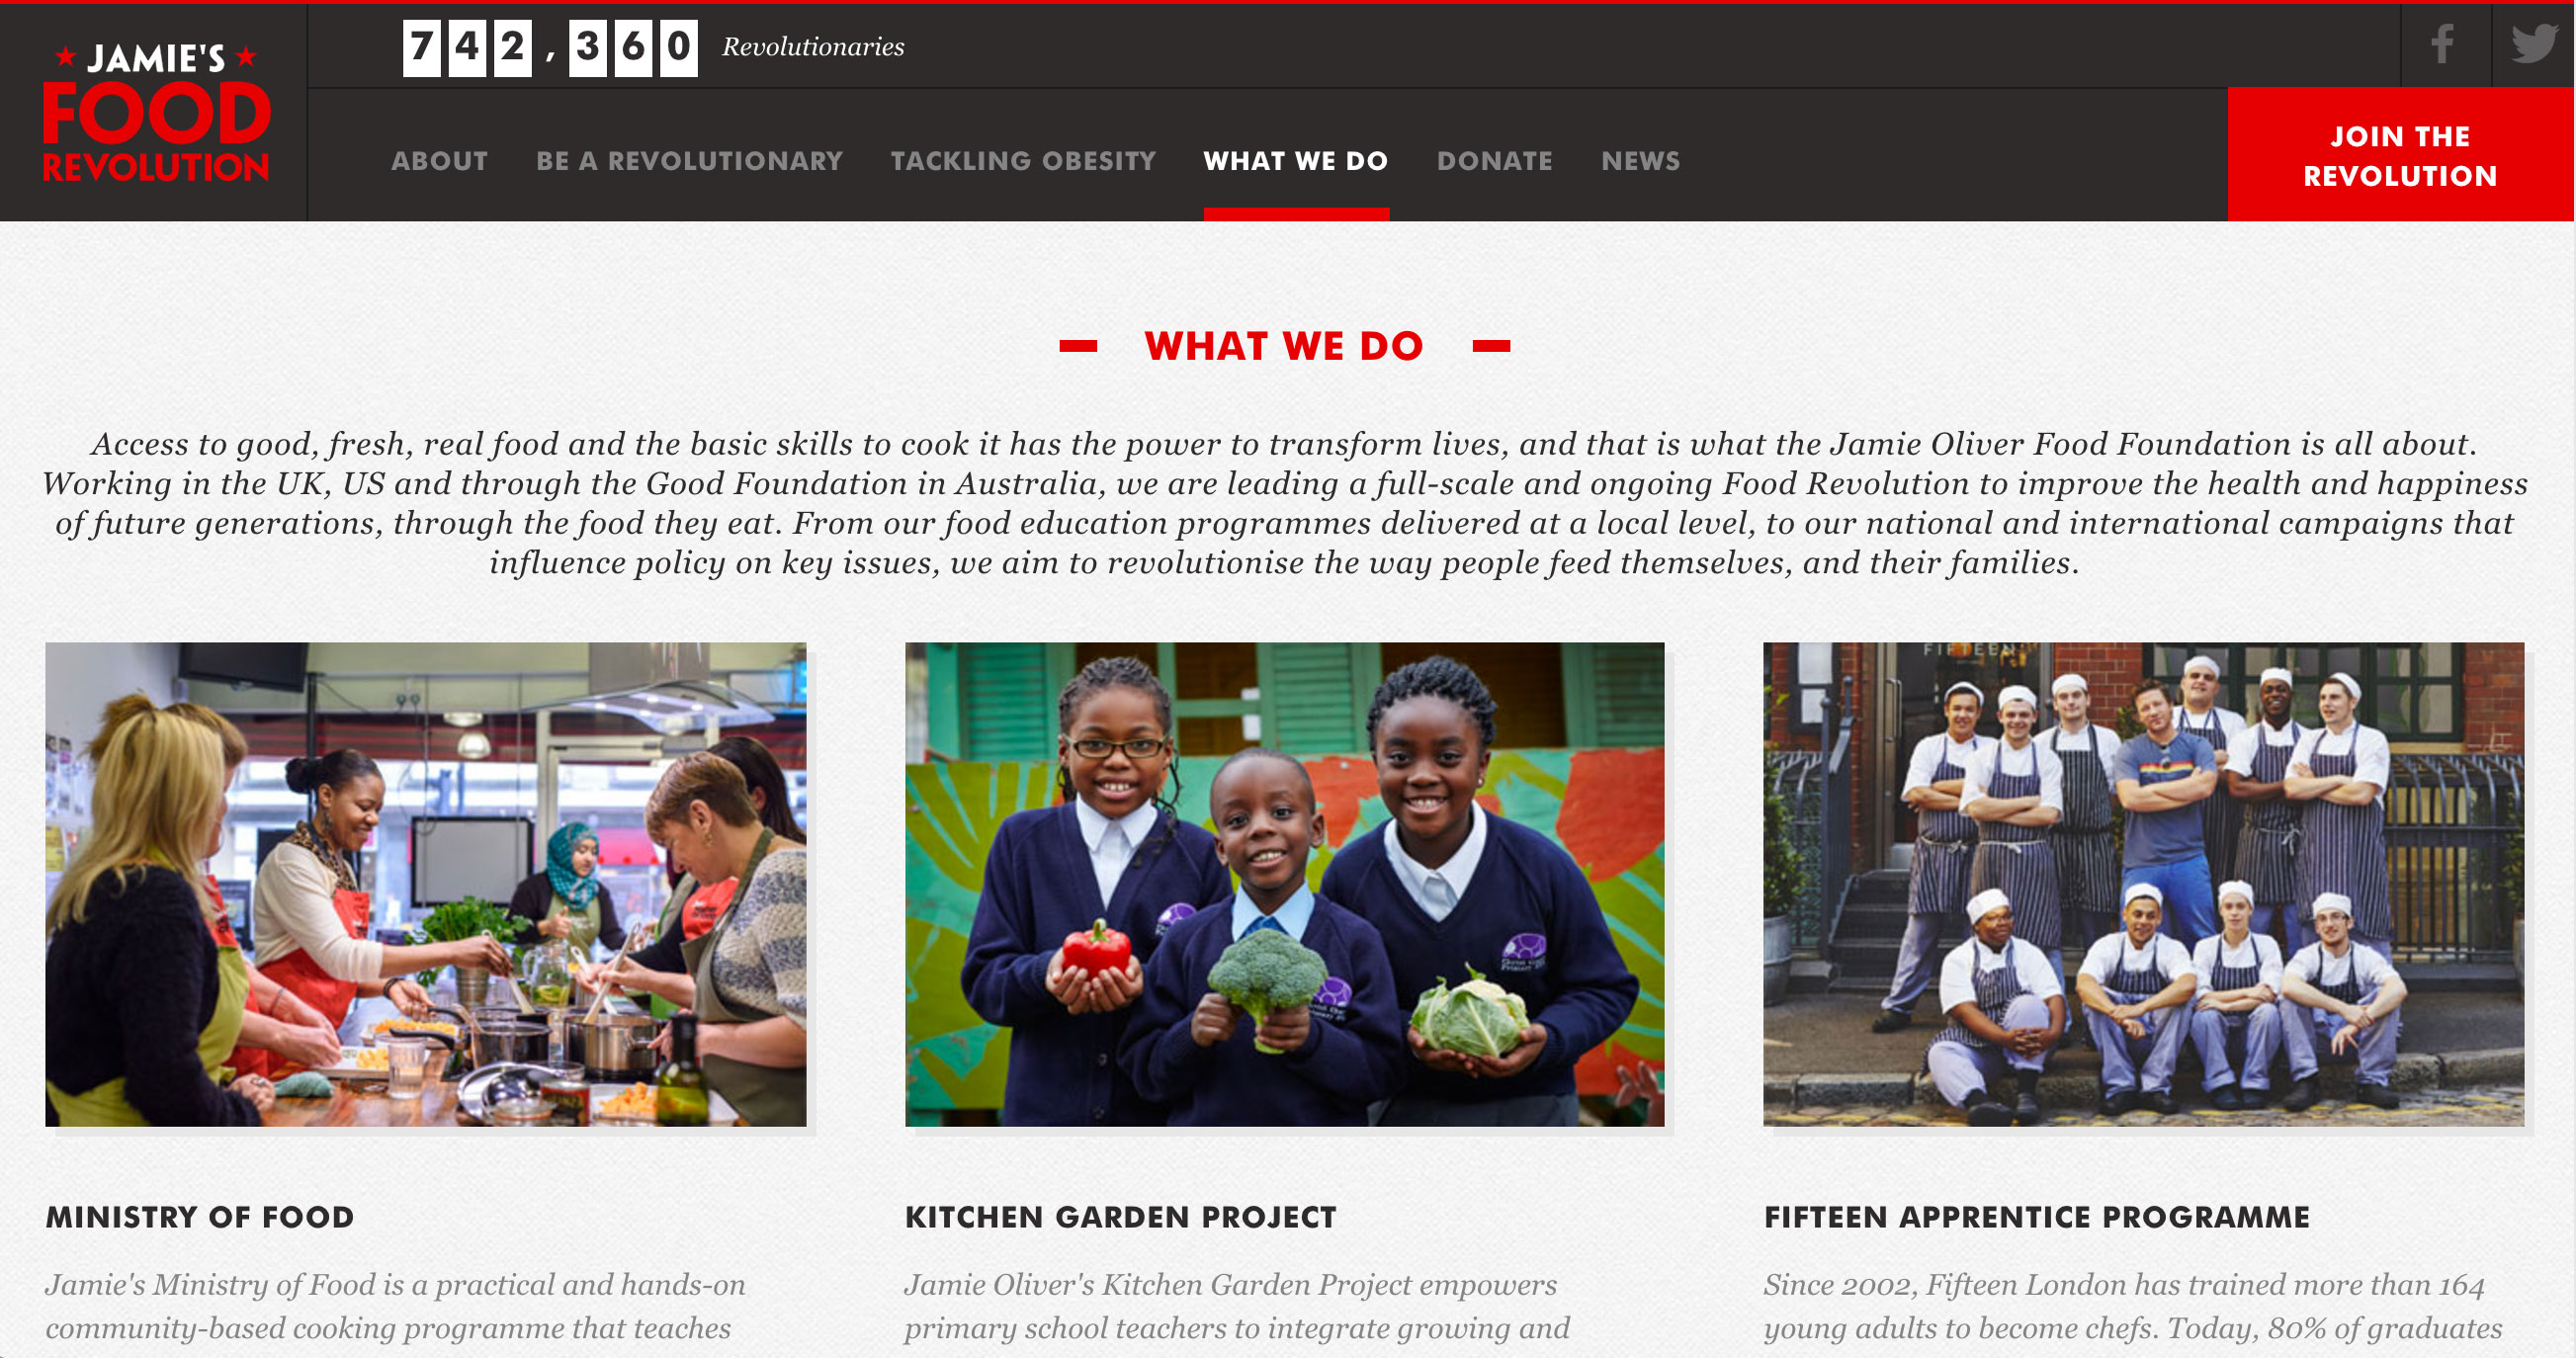 JAMIE'S
FOOD
REVOLUTION
742,360 Revolutionaries
ABOUT BE A REVOLUTIONARY TACKLING OBESITY WHAT WE DO DONATE NEWS
JOIN THE
REVOLUTION
WHAT WE DO
Access to good, fresh, real food and the basic skills to cook it has the power to transform lives, and that is what the Jamie Oliver Food Foundation is all about.
Working in the UK, US and through the Good Foundation in Australia, we are leading a full-scale and ongoing Food Revolution to improve the health and happiness
of future generations, through the food they eat. From our food education programmes delivered at a local level, to our national and international campaigns that
influence policy on key issues, we aim to revolutionise the way people feed themselves, and their families.
FIFTEEN
MINISTRY OF FOOD
Jamie's Ministry of Food is a practical and hands-on
community-based cooking programme that teaches
KITCHEN GARDEN PROJECT
Jamie Oliver's Kitchen Garden Project empowers
primary school teachers to integrate growing and
FIFTEEN APPRENTICE PROGRAMME
Since 2002, Fifteen London has trained more than 164
young adults to become chefs. Today, 80% of graduates